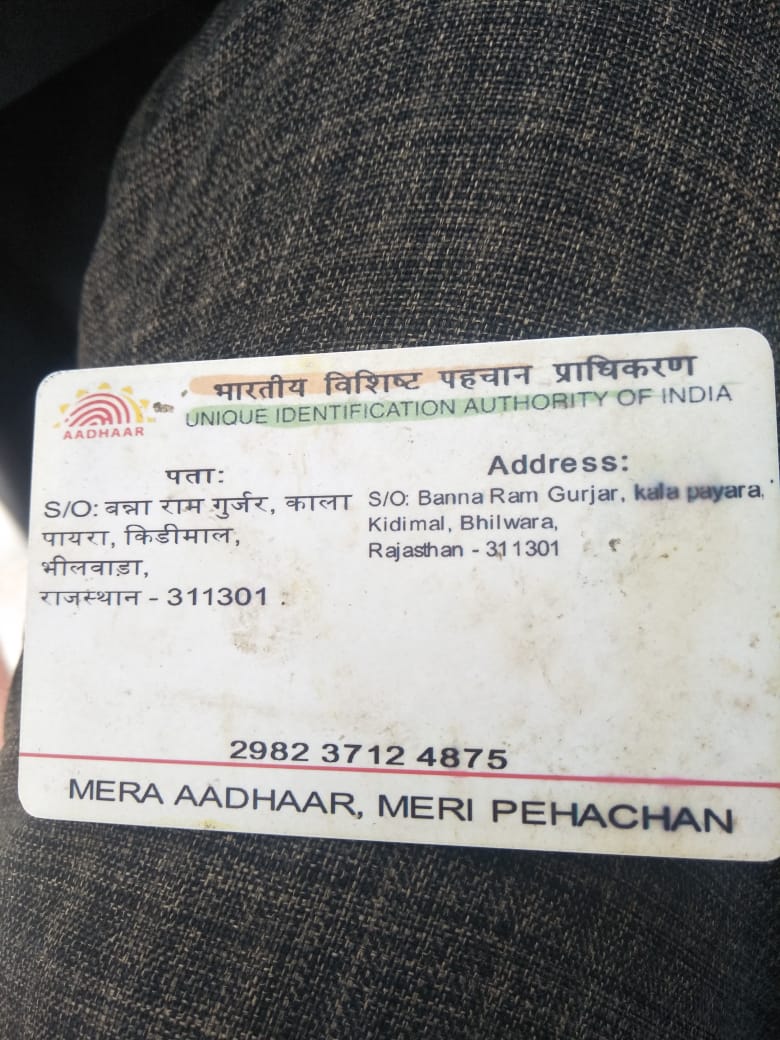 भारतीय विशिष्ट पहचान प्राधिकरण
UNIQUE IDENTIFICATION AUTHORITY OF INDIA
AADHAAR
पता:
S/O: बन्ना राम गुर्जर, काला
पायरा, किडीमाल,
भीलवाड़ा,
राजस्थान - 311301
Address:
S/O: Banna Ram Gurjar, kala payara,
Kidimal, Bhilwara,
Rajasthan - 311301
2982 3712 4875
MERA AADHAAR, MERI PEHACHAN